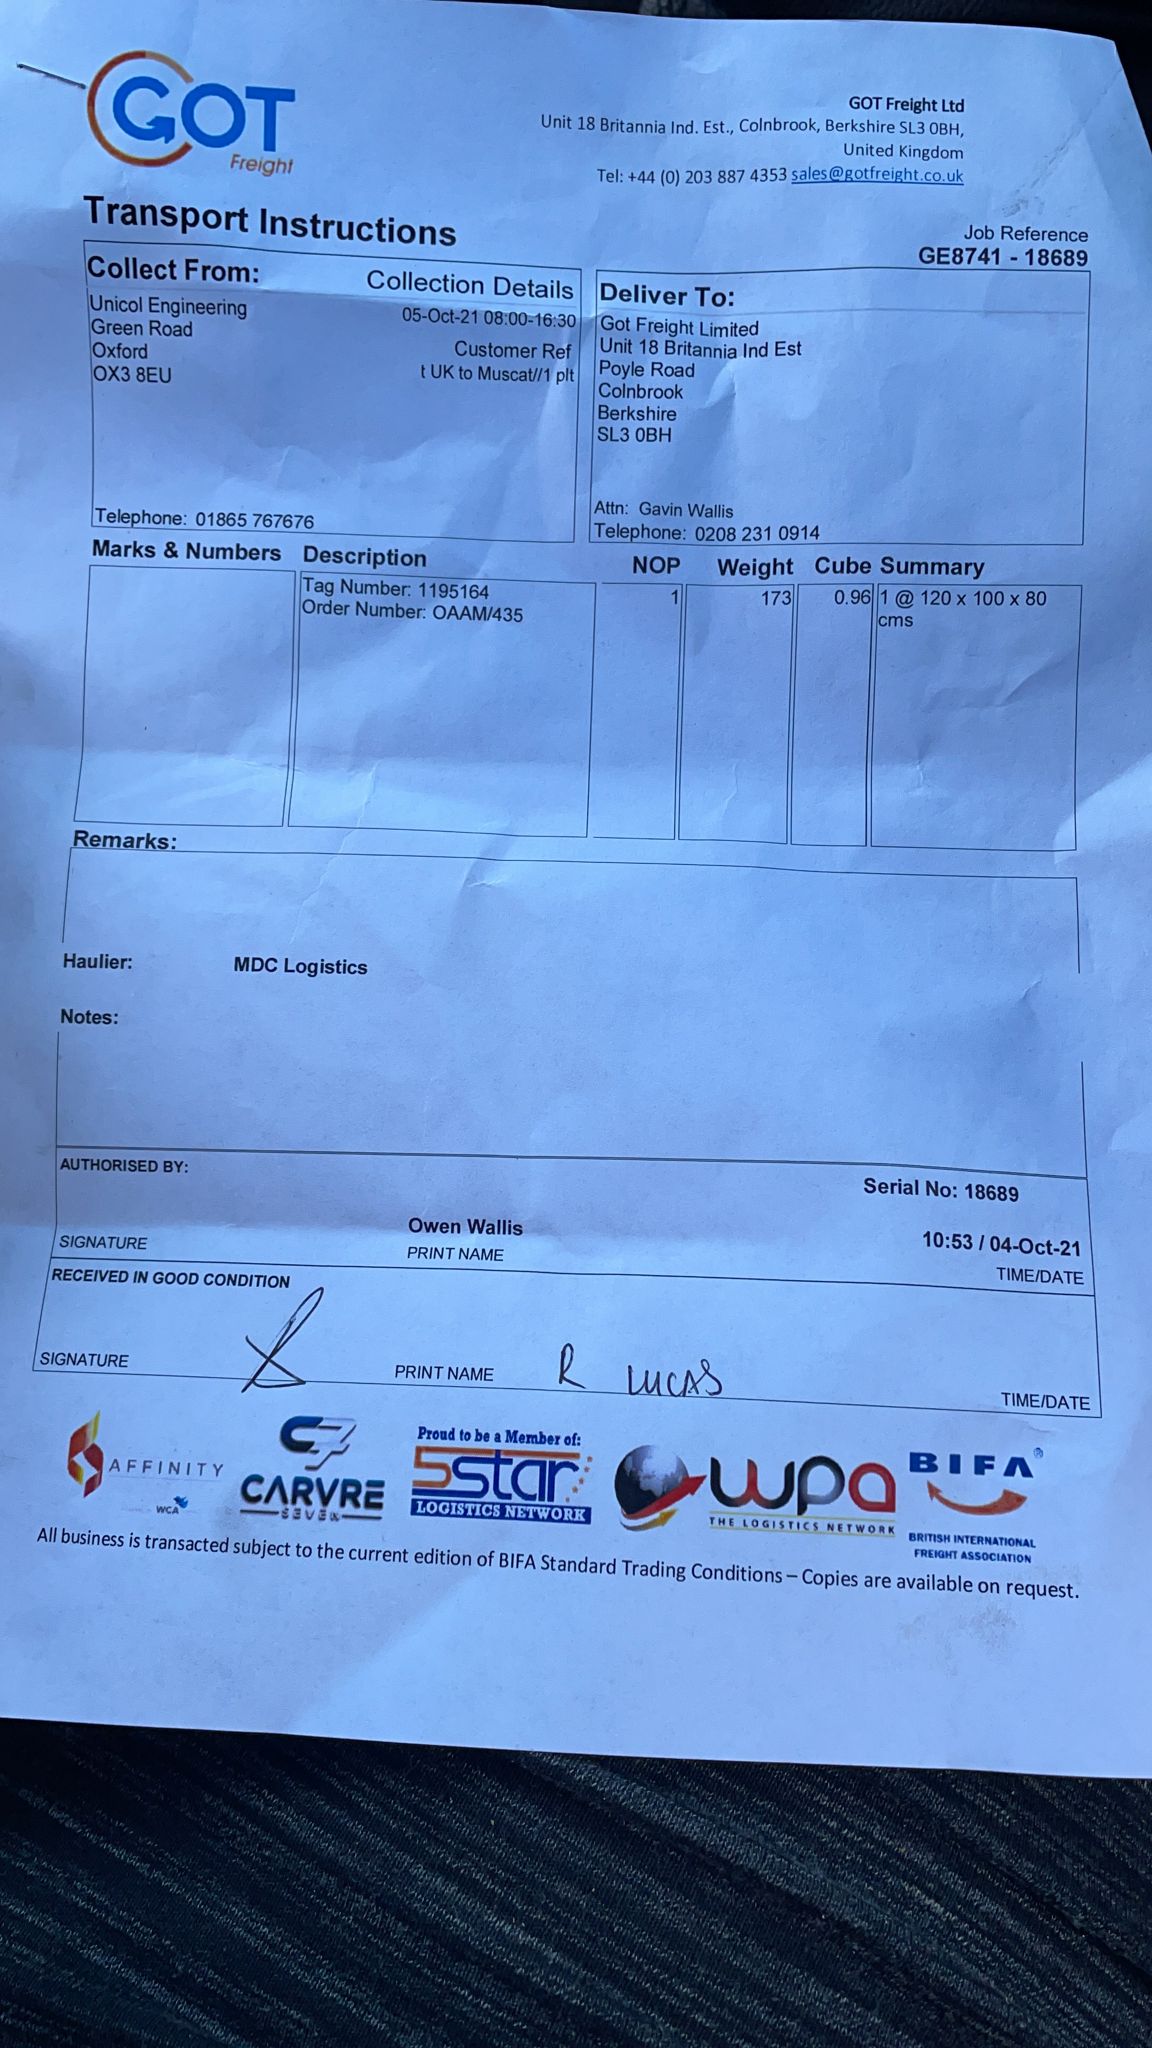 GOT
Freight
GOT Freight Ltd
Unit 18 Britannia Ind. Est., Colnbrook, Berkshire SL3 0BH,
United Kingdom
Tel: +44 (0) 203 887 4353 sales@gotfreight.co.uk
Transport Instructions
Job Reference
GE8741 - 18689
Collect From:
Collection Details
Unicol Engineering
Green Road
Oxford
OX3 8EU
05-Oct-21 08:00-16:30
Customer Ref
t UK to Muscat//1 plt
Telephone: 01865 767676
Deliver To:
Got Freight Limited
Unit 18 Britannia Ind Est
Poyle Road
Colnbrook
Berkshire
SL3 0BH
Attn: Gavin Wallis
Telephone: 0208 231 0914
Marks & Numbers Description NOP Weight Cube Summary
Tag Number: 1195164 1 173 0.96 1 @ 120 x 100 x 80
Order Number: OAAM/435 cms
Remarks:
Haulier: MDC Logistics
Notes:
AUTHORISED BY:
Serial No: 18689
Owen Wallis 10:53 / 04-Oct-21
SIGNATURE PRINT NAME TIME/DATE
RECEIVED IN GOOD CONDITION
SIGNATURE PRINT NAME R LUCAS TIME/DATE
AFFINITY
WCA
C7
CARVRE
SEVEN
Proud to be a Member of:
5star
LOGISTICS NETWORK
wpa
THE LOGISTICS NETWORK
BIFA®
BRITISH INTERNATIONAL
FREIGHT ASSOCIATION
All business is transacted subject to the current edition of BIFA Standard Trading Conditions – Copies are available on request.